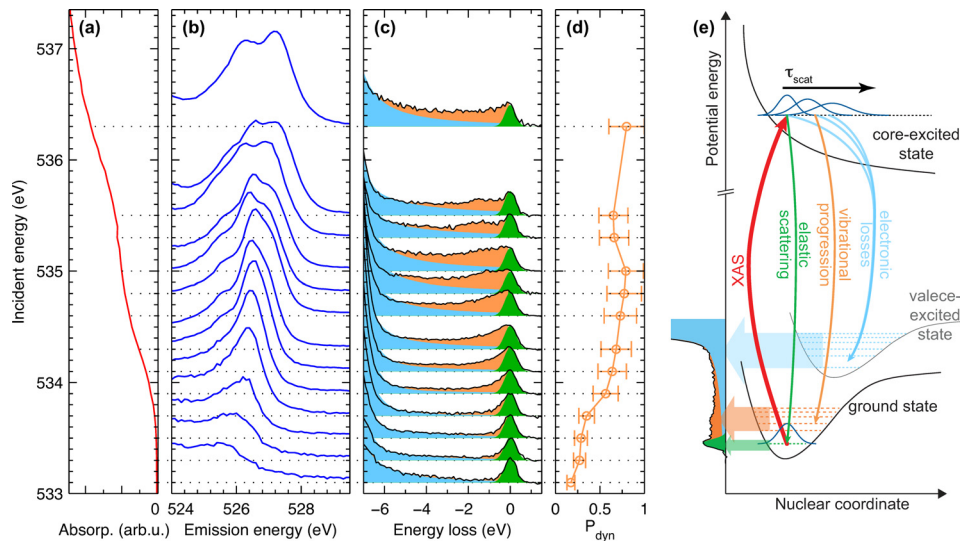 (a)
(b)
(c)
(d)
(e)
537
536
535
534
533
Incident energy (eV)
0
Absorp. (arb.u.)
524 526 528
Emission energy (eV)
−6 −4 −2 0
Energy loss (eV)
0 0.5 1
P_dyn
Potential energy
τ_scat
core-excited
state
XAS
elastic
scattering
vibrational
progression
electronic
losses
valece-
excited
state
ground state
Nuclear coordinate